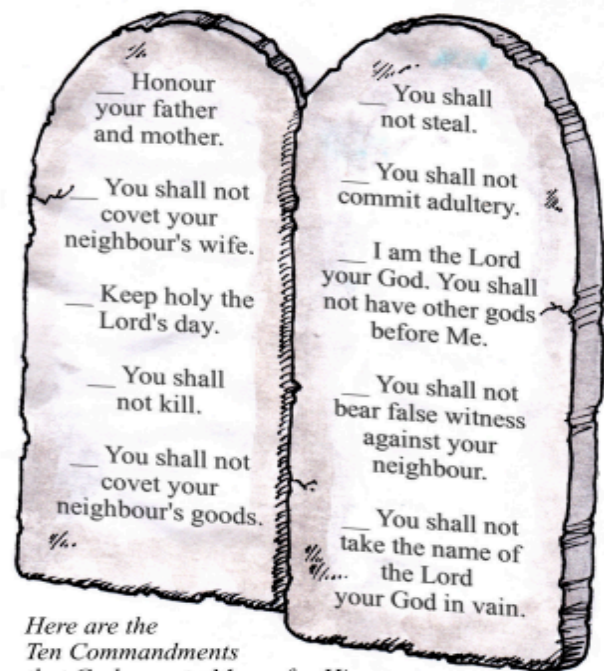 __ Honour
your father
and mother.
__ You shall not
covet your
neighbour's wife.
__ Keep holy the
Lord's day.
__ You shall
not kill.
__ You shall not
covet your
neighbour's goods.
__ You shall
not steal.
__ You shall not
commit adultery.
__ I am the Lord
your God. You shall
not have other gods
before Me.
__ You shall not
bear false witness
against your
neighbour.
__ You shall not
take the name of
the Lord
your God in vain.
Here are the
Ten Commandments